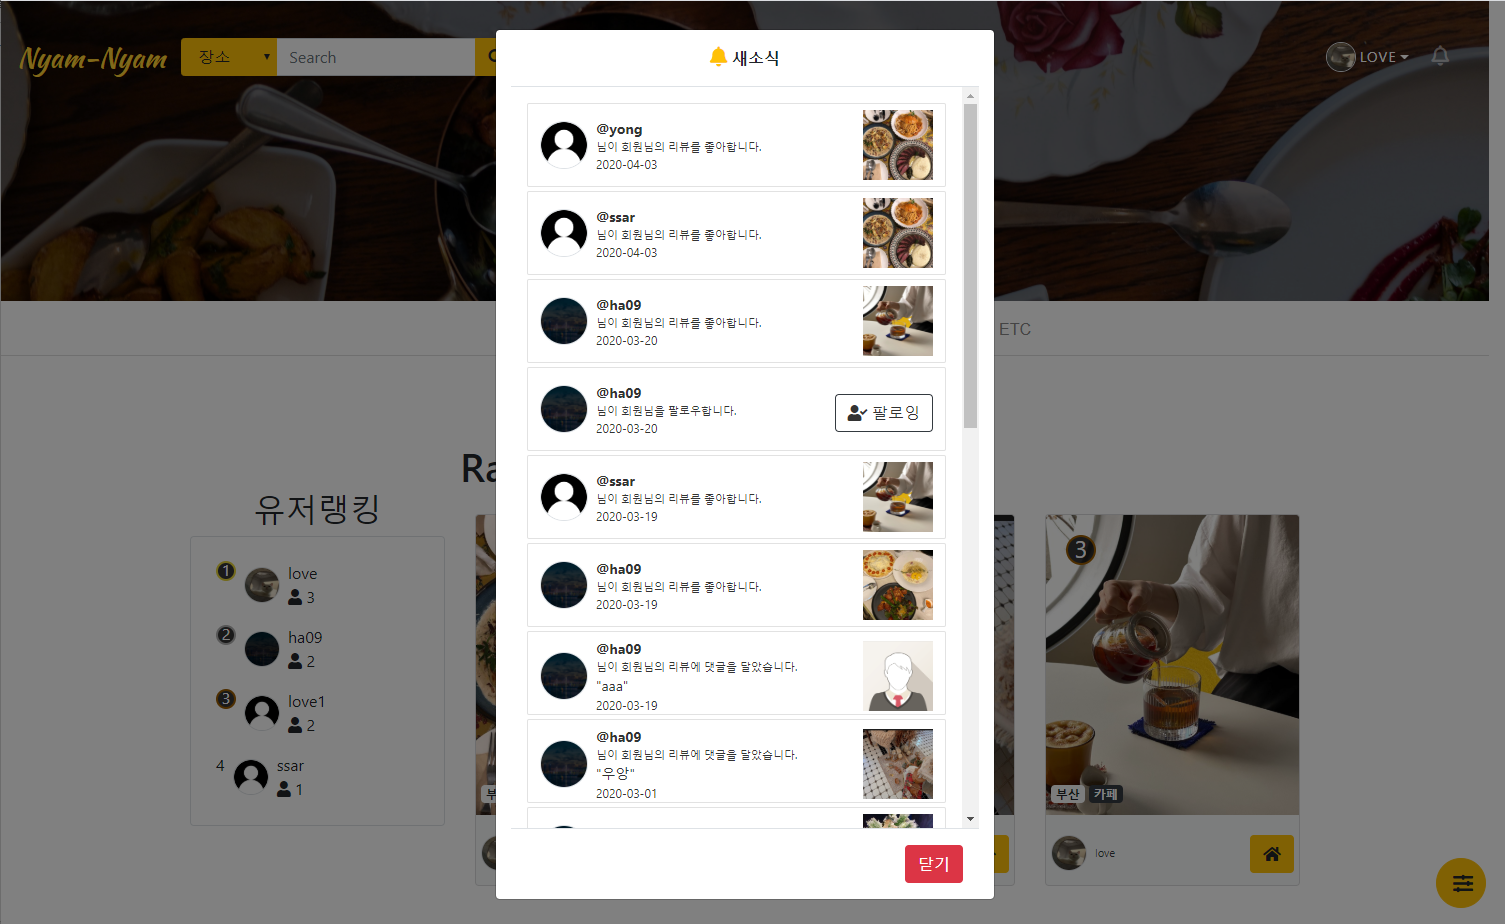 Nyam-Nyam
장소
Search
LOVE
ETC
새소식
@yong
님이 회원님의 리뷰를 좋아합니다.
2020-04-03
@ssar
님이 회원님의 리뷰를 좋아합니다.
2020-04-03
@ha09
님이 회원님의 리뷰를 좋아합니다.
2020-03-20
@ha09
님이 회원님을 팔로우합니다.
2020-03-20
팔로잉
@ssar
님이 회원님의 리뷰를 좋아합니다.
2020-03-19
@ha09
님이 회원님의 리뷰를 좋아합니다.
2020-03-19
@ha09
님이 회원님의 리뷰에 댓글을 달았습니다.
"aaa"
2020-03-19
@ha09
님이 회원님의 리뷰에 댓글을 달았습니다.
"우앙"
2020-03-01
닫기
유저랭킹
1
love
3
2
ha09
2
3
love1
2
4
ssar
1
3
부산 카페
love